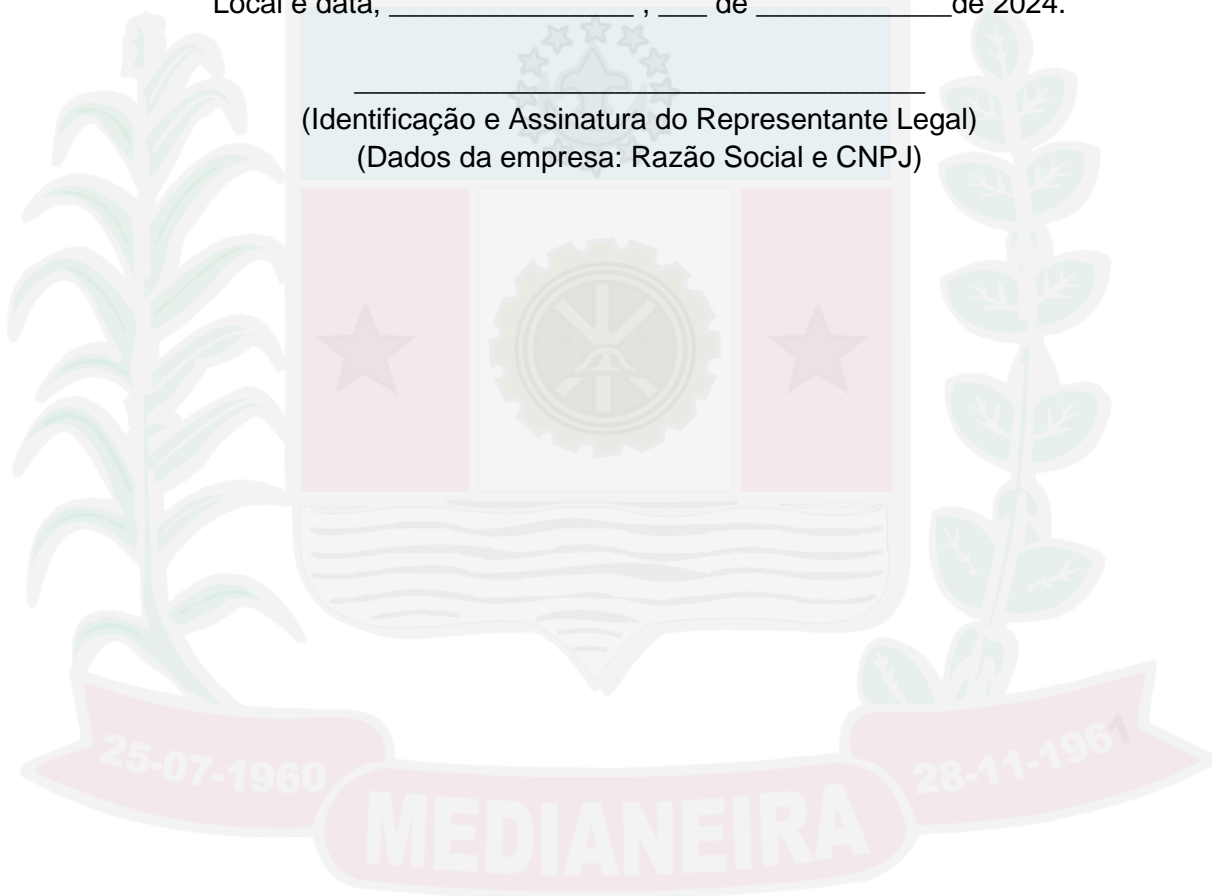 Local e data, _______________ , ___ de ____________de 2024.
___________________________________
(Identificação e Assinatura do Representante Legal)
(Dados da empresa: Razão Social e CNPJ)
25-07-1960
MEDIANEIRA
28-11-1961